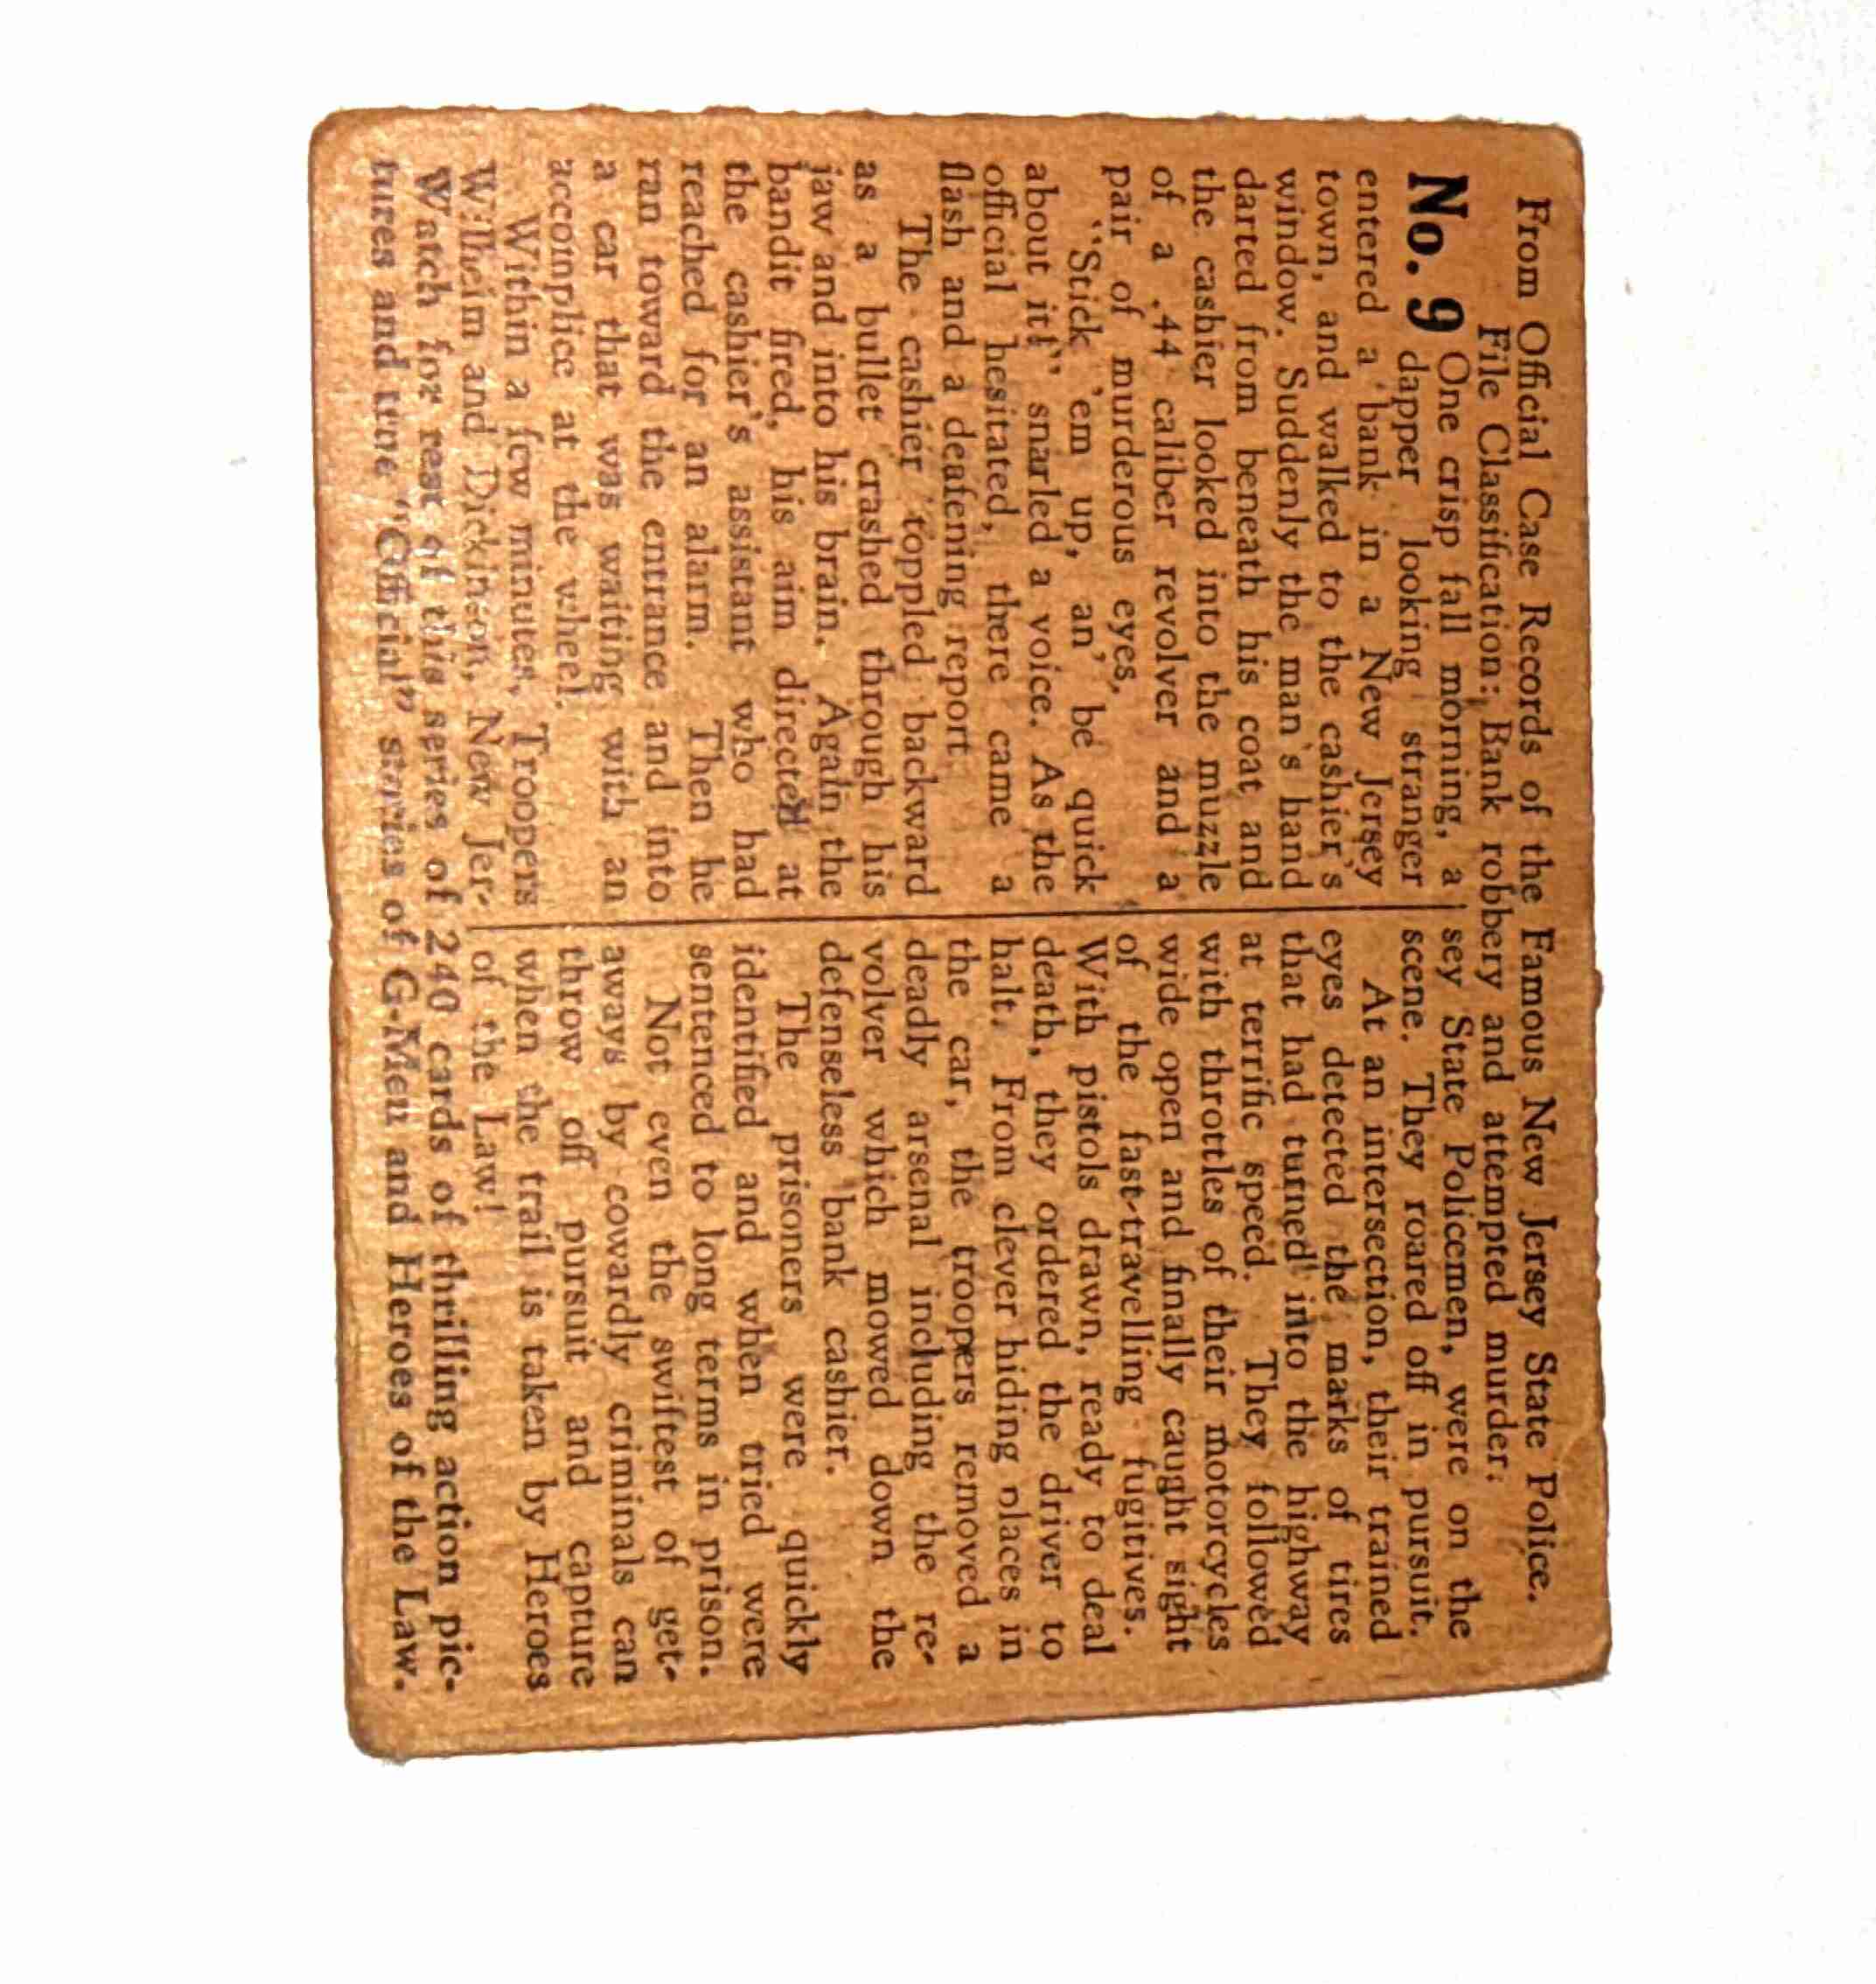 From Official Case Records of the Famous New Jersey State Police.
File Classification: Bank robbery and attempted murder.
No. 9 One crisp fall morning, a
dapper looking stranger
entered a bank in a New Jersey
town, and walked to the cashier's
window. Suddenly the man's hand
darted from beneath his coat and
the cashier looked into the muzzle
of a .44 caliber revolver and a
pair of murderous eyes,
"Stick 'em up, an' be quick
about it!" snarled a voice. As the
official hesitated, there came a
flash and a deafening report.
The cashier toppled backward
as a bullet crashed through his
jaw and into his brain. Again the
bandit fired, his aim directed at
the cashier's assistant who had
reached for an alarm. Then he
ran toward the entrance and into
a car that was waiting with an
accomplice at the wheel.
Within a few minutes, Troopers
Wilhelm and Dickinson, New Jer-
sey State Policemen, were on the
scene. They roared off in pursuit.
At an intersection, their trained
eyes detected the marks of tires
that had turned into the highway
at terrific speed. They followed
with throttles of their motorcycles
wide open and finally caught sight
of the fast-travelling fugitives.
With pistols drawn, ready to deal
death, they ordered the driver to
halt. From clever hiding places in
the car, the troopers removed a
deadly arsenal including the re-
volver which mowed down the
defenseless bank cashier.
The prisoners were quickly
identified and when tried were
sentenced to long terms in prison.
Not even the swiftest of get-
aways by cowardly criminals can
throw off pursuit and capture
when the trail is taken by Heroes
of the Law!
Watch for rest of this series of 240 cards of thrilling action pic-
tures and true "Official" stories of G-Men and Heroes of the Law.